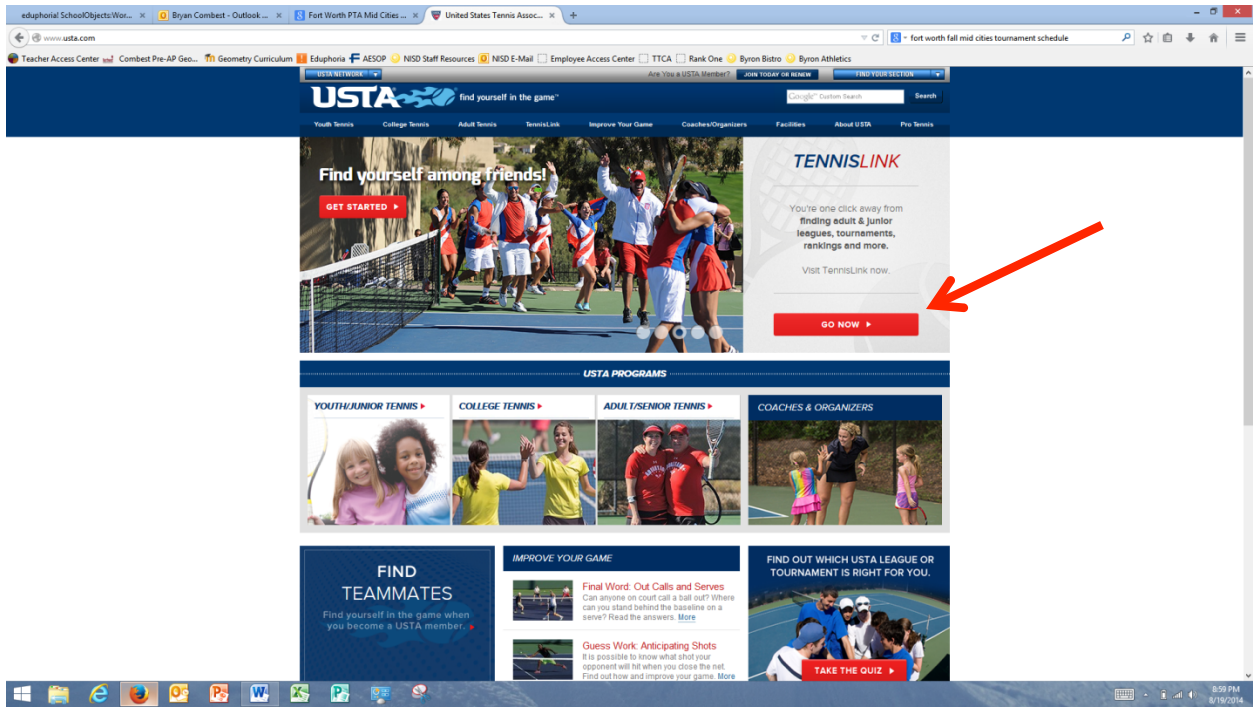 eduphoria! SchoolObjects:Wor...
Bryan Combest - Outlook ...
Fort Worth PTA Mid Cities ...
United States Tennis Assoc...
www.usta.com
fort worth fall mid cities tournament schedule
Teacher Access Center
Combest Pre-AP Geo...
Geometry Curriculum
Eduphoria
AESOP
NISD Staff Resources
NISD E-Mail
Employee Access Center
TTCA
Rank One
Byron Bistro
Byron Athletics
USTA NETWORK
Are You a USTA Member?
JOIN TODAY OR RENEW
FIND YOUR SECTION
USTA find yourself in the game™
Google™ Custom Search
Search
Youth Tennis
College Tennis
Adult Tennis
TennisLink
Improve Your Game
Coaches/Organizers
Facilities
About USTA
Pro Tennis
Find yourself among friends!
GET STARTED
TENNISLINK
You're one click away from
finding adult & junior
leagues, tournaments,
rankings and more.
Visit TennisLink now.
GO NOW
USTA PROGRAMS
YOUTH/JUNIOR TENNIS
COLLEGE TENNIS
ADULT/SENIOR TENNIS
COACHES & ORGANIZERS
FIND
TEAMMATES
Find yourself in the game when
you become a USTA member.
IMPROVE YOUR GAME
Final Word: Out Calls and Serves
Can anyone on court call a ball out? Where
can you stand behind the baseline on a
serve? Read the answers. More
Guess Work: Anticipating Shots
It is possible to know what shot your
opponent will hit when you close the net.
Find out how and improve your game. More
FIND OUT WHICH USTA LEAGUE OR
TOURNAMENT IS RIGHT FOR YOU.
TAKE THE QUIZ
8:59 PM
8/19/2014